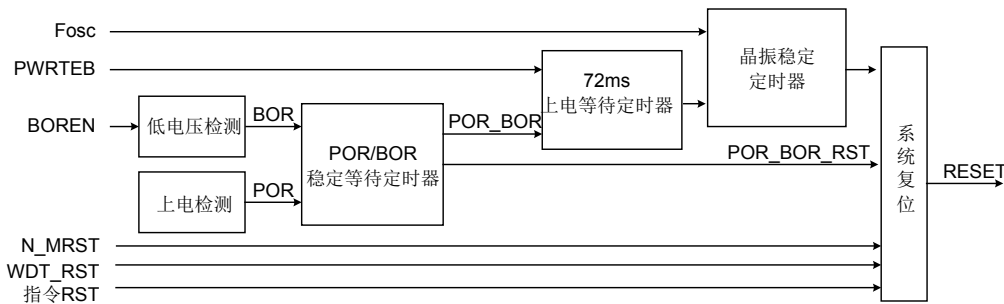 Fosc
PWRTEB
BOREN
低电压检测
BOR
上电检测
POR
POR/BOR
稳定等待定时器
POR_BOR
72ms
上电等待定时器
晶振稳定
定时器
POR_BOR_RST
系统复位
RESET
N_MRST
WDT_RST
指令RST